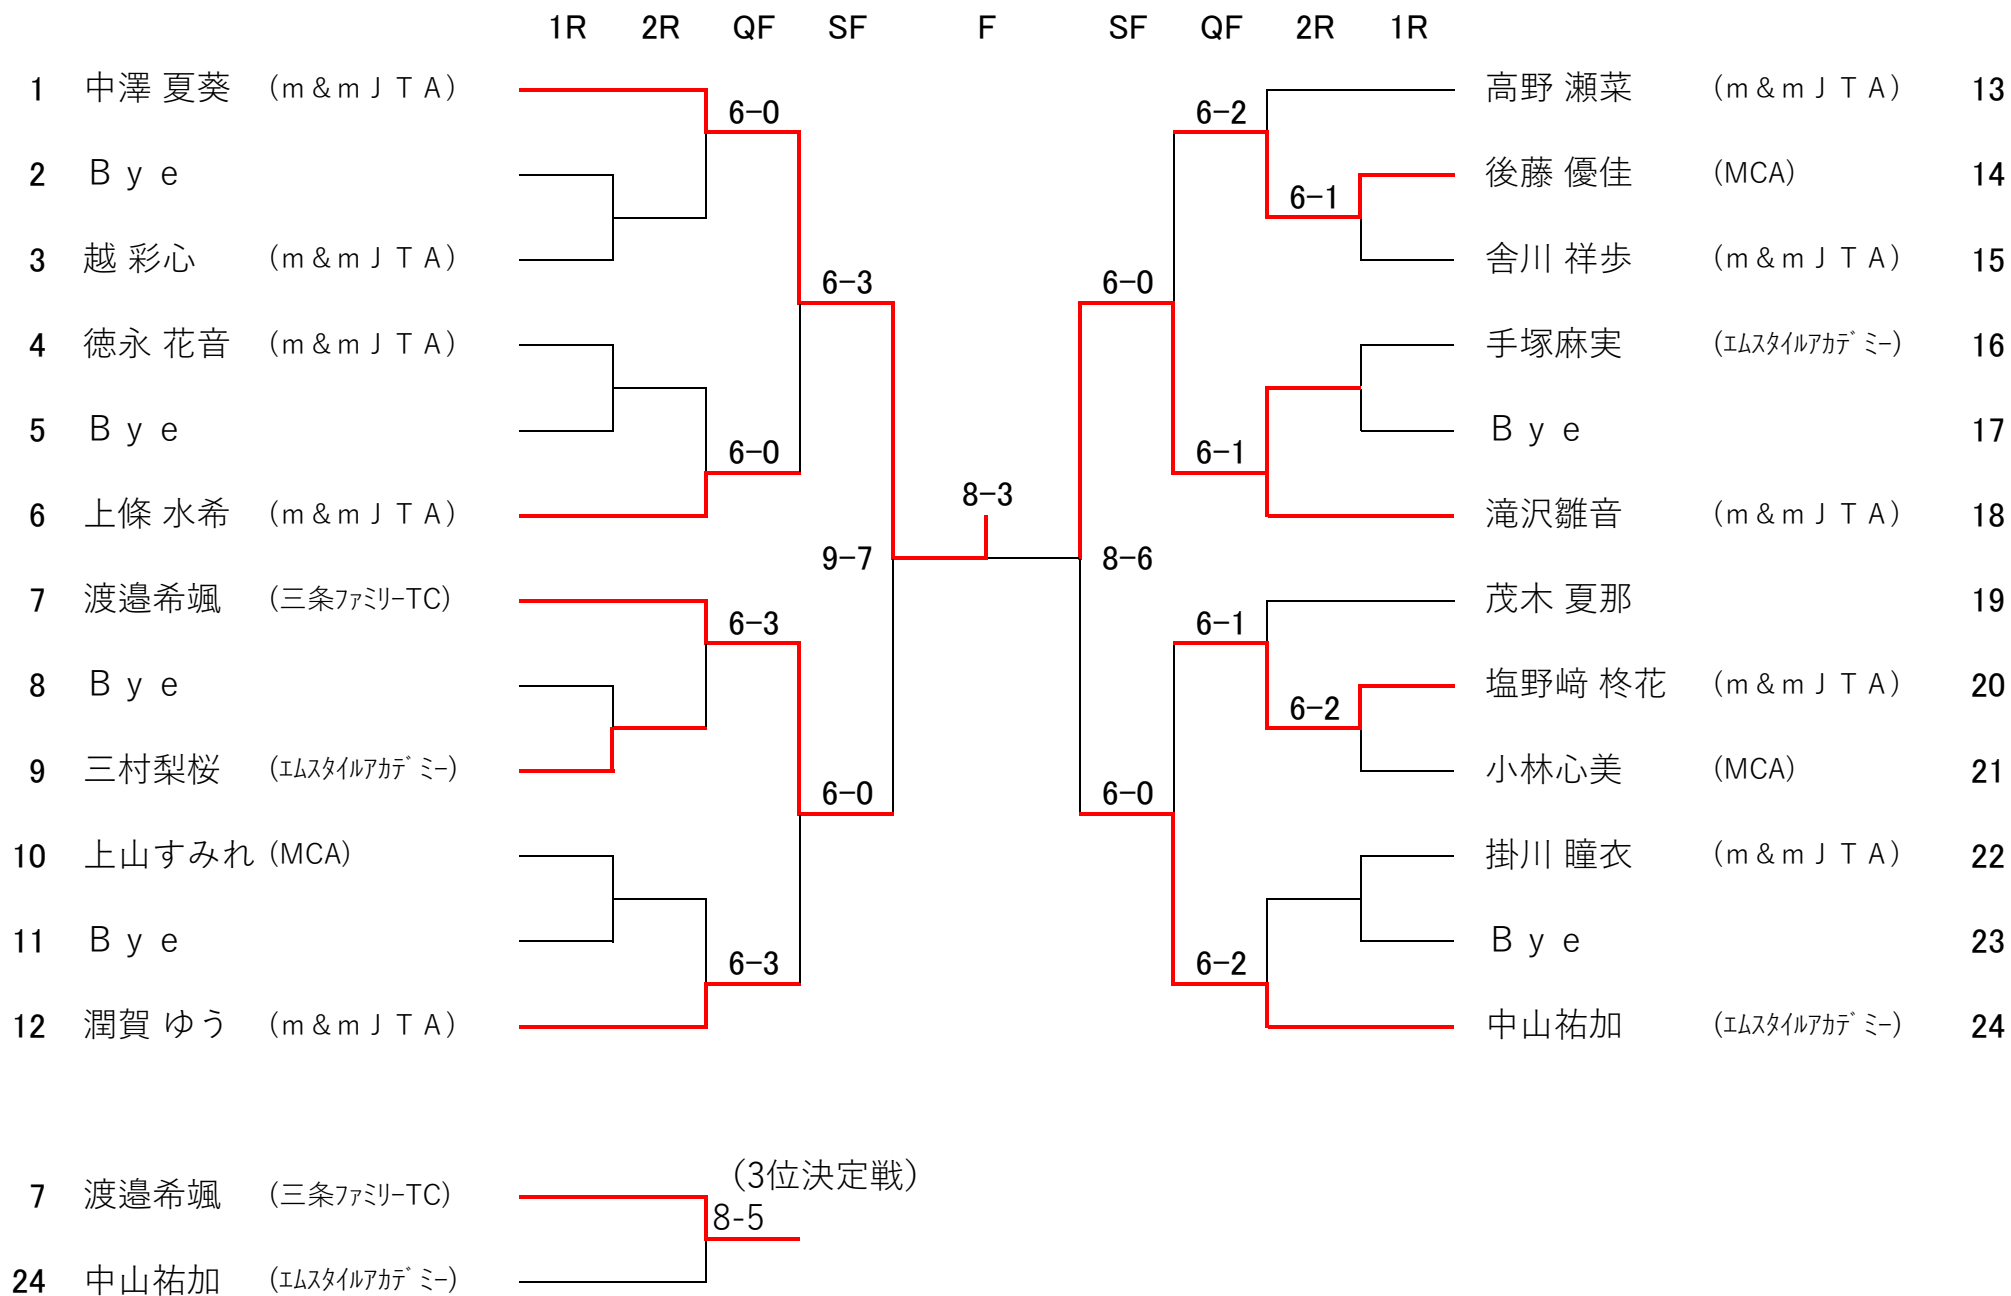 1R 2R QF SF F SF QF 2R 1R
1 中澤 夏葵 (ｍ＆ｍＪＴＡ) 高野 瀬菜 (ｍ＆ｍＪＴＡ) 13
6-0 6-2
2 Ｂｙｅ 後藤 優佳 (MCA) 14
6-1
3 越 彩心 (ｍ＆ｍＪＴＡ) 舎川 祥歩 (ｍ＆ｍＪＴＡ) 15
6-3 6-0
4 徳永 花音 (ｍ＆ｍＪＴＡ) 手塚麻実 (ｴﾑｽﾀｲﾙｱｶﾃﾞﾐｰ) 16
5 Ｂｙｅ Ｂｙｅ 17
6-0 6-1
8-3
6 上條 水希 (ｍ＆ｍＪＴＡ) 滝沢雛音 (ｍ＆ｍＪＴＡ) 18
9-7 8-6
7 渡邉希颯 (三条ﾌｧﾐﾘｰTC) 茂木 夏那 19
6-3 6-1
8 Ｂｙｅ 塩野﨑 柊花 (ｍ＆ｍＪＴＡ) 20
6-2
9 三村梨桜 (ｴﾑｽﾀｲﾙｱｶﾃﾞﾐｰ) 小林心美 (MCA) 21
6-0 6-0
10 上山すみれ (MCA) 掛川 瞳衣 (ｍ＆ｍＪＴＡ) 22
11 Ｂｙｅ Ｂｙｅ 23
6-3 6-2
12 潤賀 ゆう (ｍ＆ｍＪＴＡ) 中山祐加 (ｴﾑｽﾀｲﾙｱｶﾃﾞﾐｰ) 24
(3位決定戦)
7 渡邉希颯 (三条ﾌｧﾐﾘｰTC)
8-5
24 中山祐加 (ｴﾑｽﾀｲﾙｱｶﾃﾞﾐｰ)